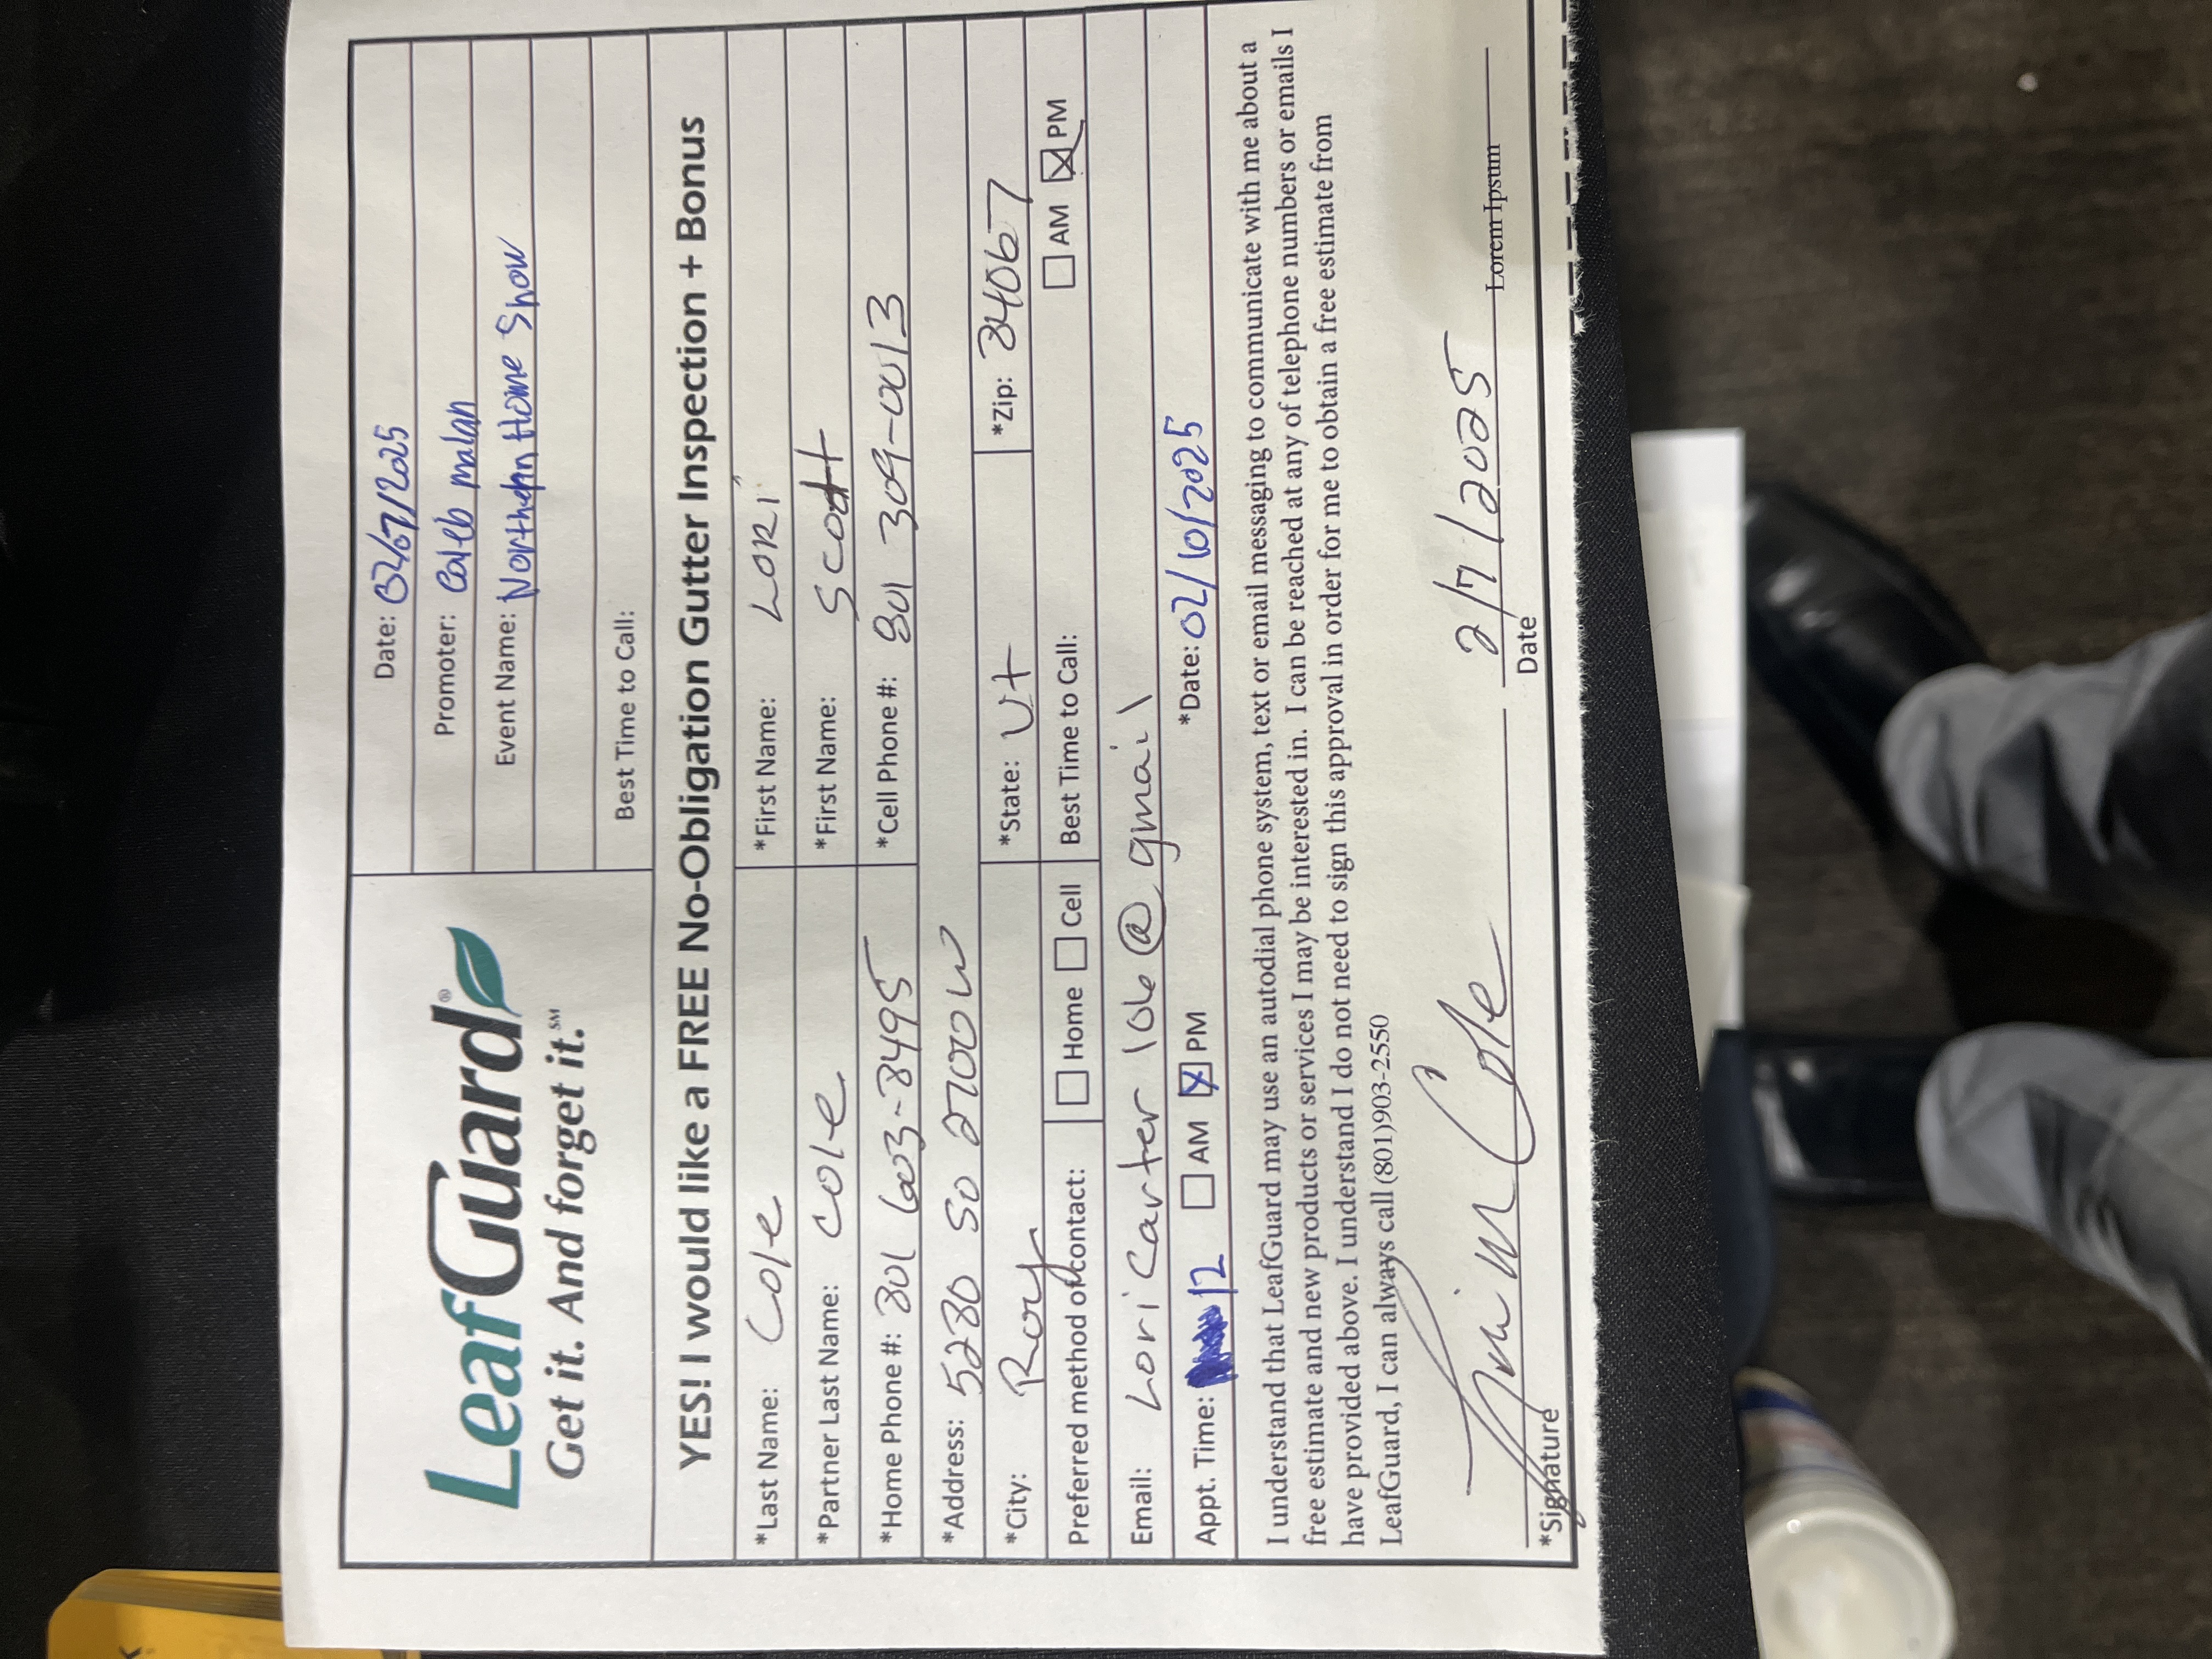 K
S
LeafGuard®
Get it. And forget it.℠
Date: 02/07/2025
Promoter: Caleb malan
Event Name: Northern Home Show
Best Time to Call:
YES! I would like a FREE No-Obligation Gutter Inspection + Bonus
*Last Name: Cole *First Name: LORI
*Partner Last Name: Cole *First Name: Scott
*Home Phone #: 801 603-8495 *Cell Phone #: 801 309-0013
*Address: 5280 So 2700 W
*City: Roy *State: Ut *Zip: 84067
Preferred method of contact: Home Cell Best Time to Call: AM PM
Email: Lori Carter 106@gmail
Appt. Time: 12 AM PM *Date: 02/10/2025
I understand that LeafGuard may use an autodial phone system, text or email messaging to communicate with me about a
free estimate and new products or services I may be interested in. I can be reached at any of telephone numbers or emails I
have provided above. I understand I do not need to sign this approval in order for me to obtain a free estimate from
LeafGuard, I can always call (801)903-2550
Lori M Cole 2/7/2025 Lorem Ipsum
*Signature Date